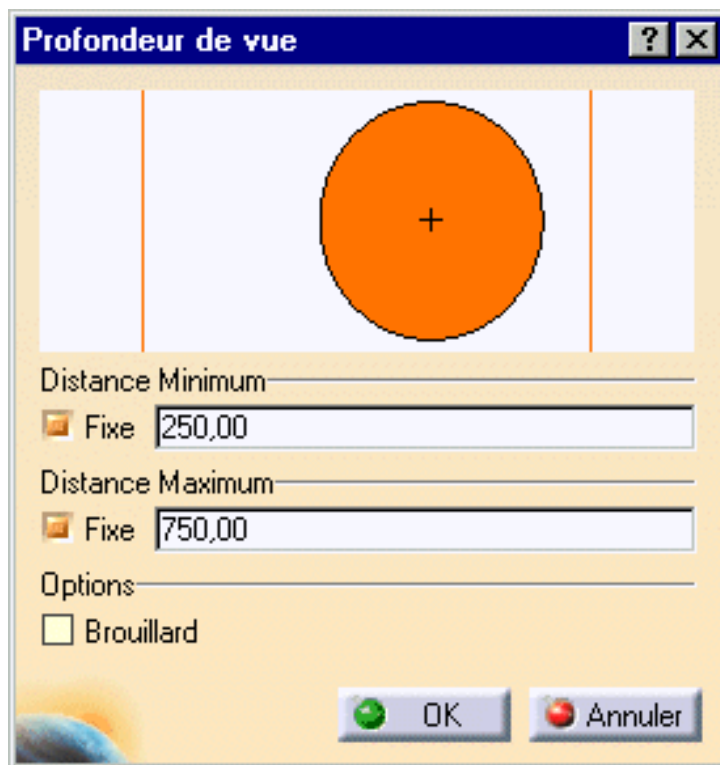 Profondeur de vue
Distance Minimum
Fixe 250,00
Distance Maximum
Fixe 750,00
Options
Brouillard
OK Annuler